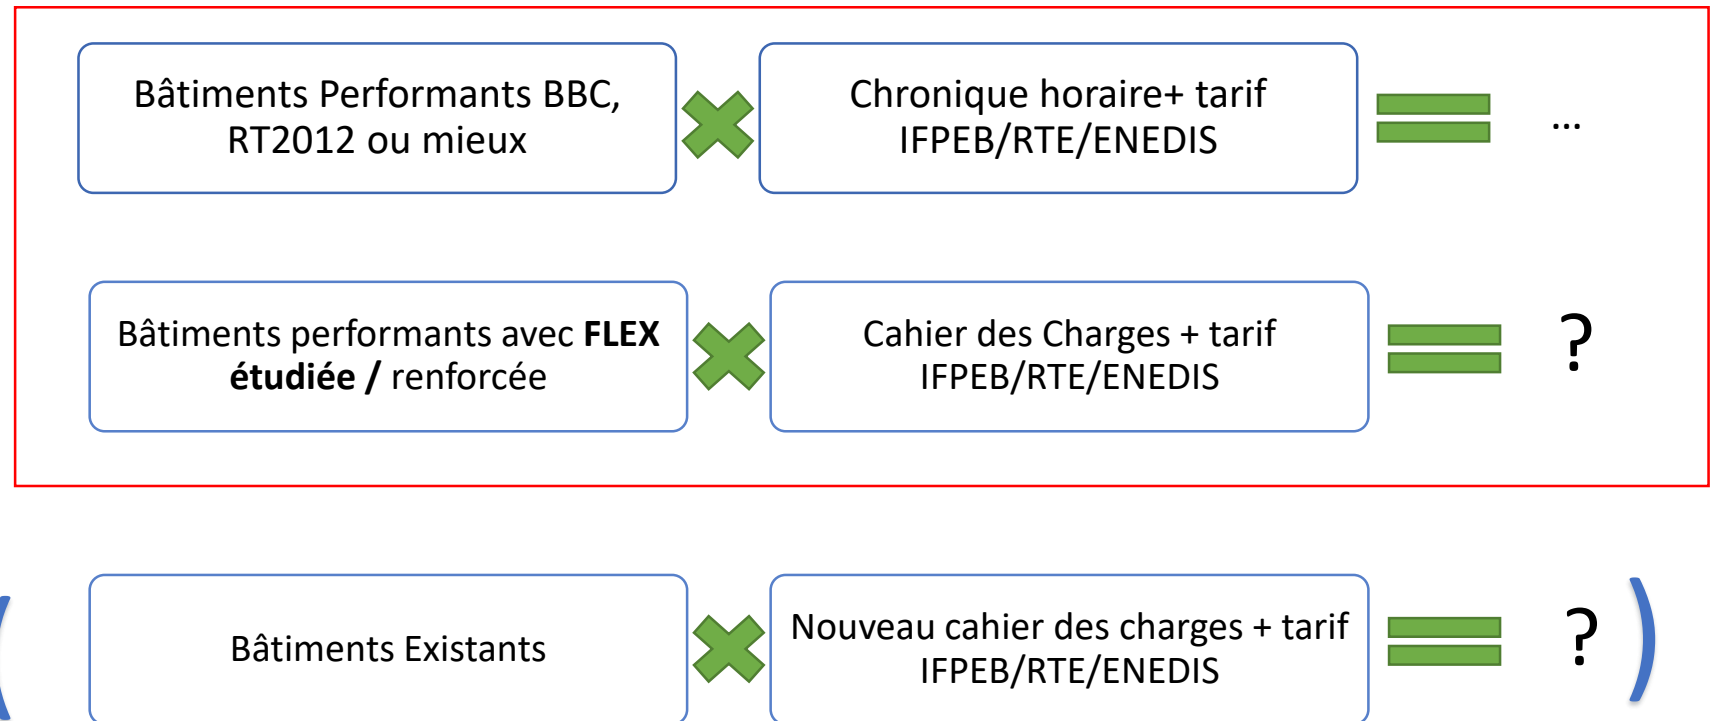 Bâtiments Performants BBC,
RT2012 ou mieux
Chronique horaire+ tarif
IFPEB/RTE/ENEDIS
...
Bâtiments performants avec FLEX
étudiée / renforcée
Cahier des Charges + tarif
IFPEB/RTE/ENEDIS
?
(
Bâtiments Existants
Nouveau cahier des charges + tarif
IFPEB/RTE/ENEDIS
? )